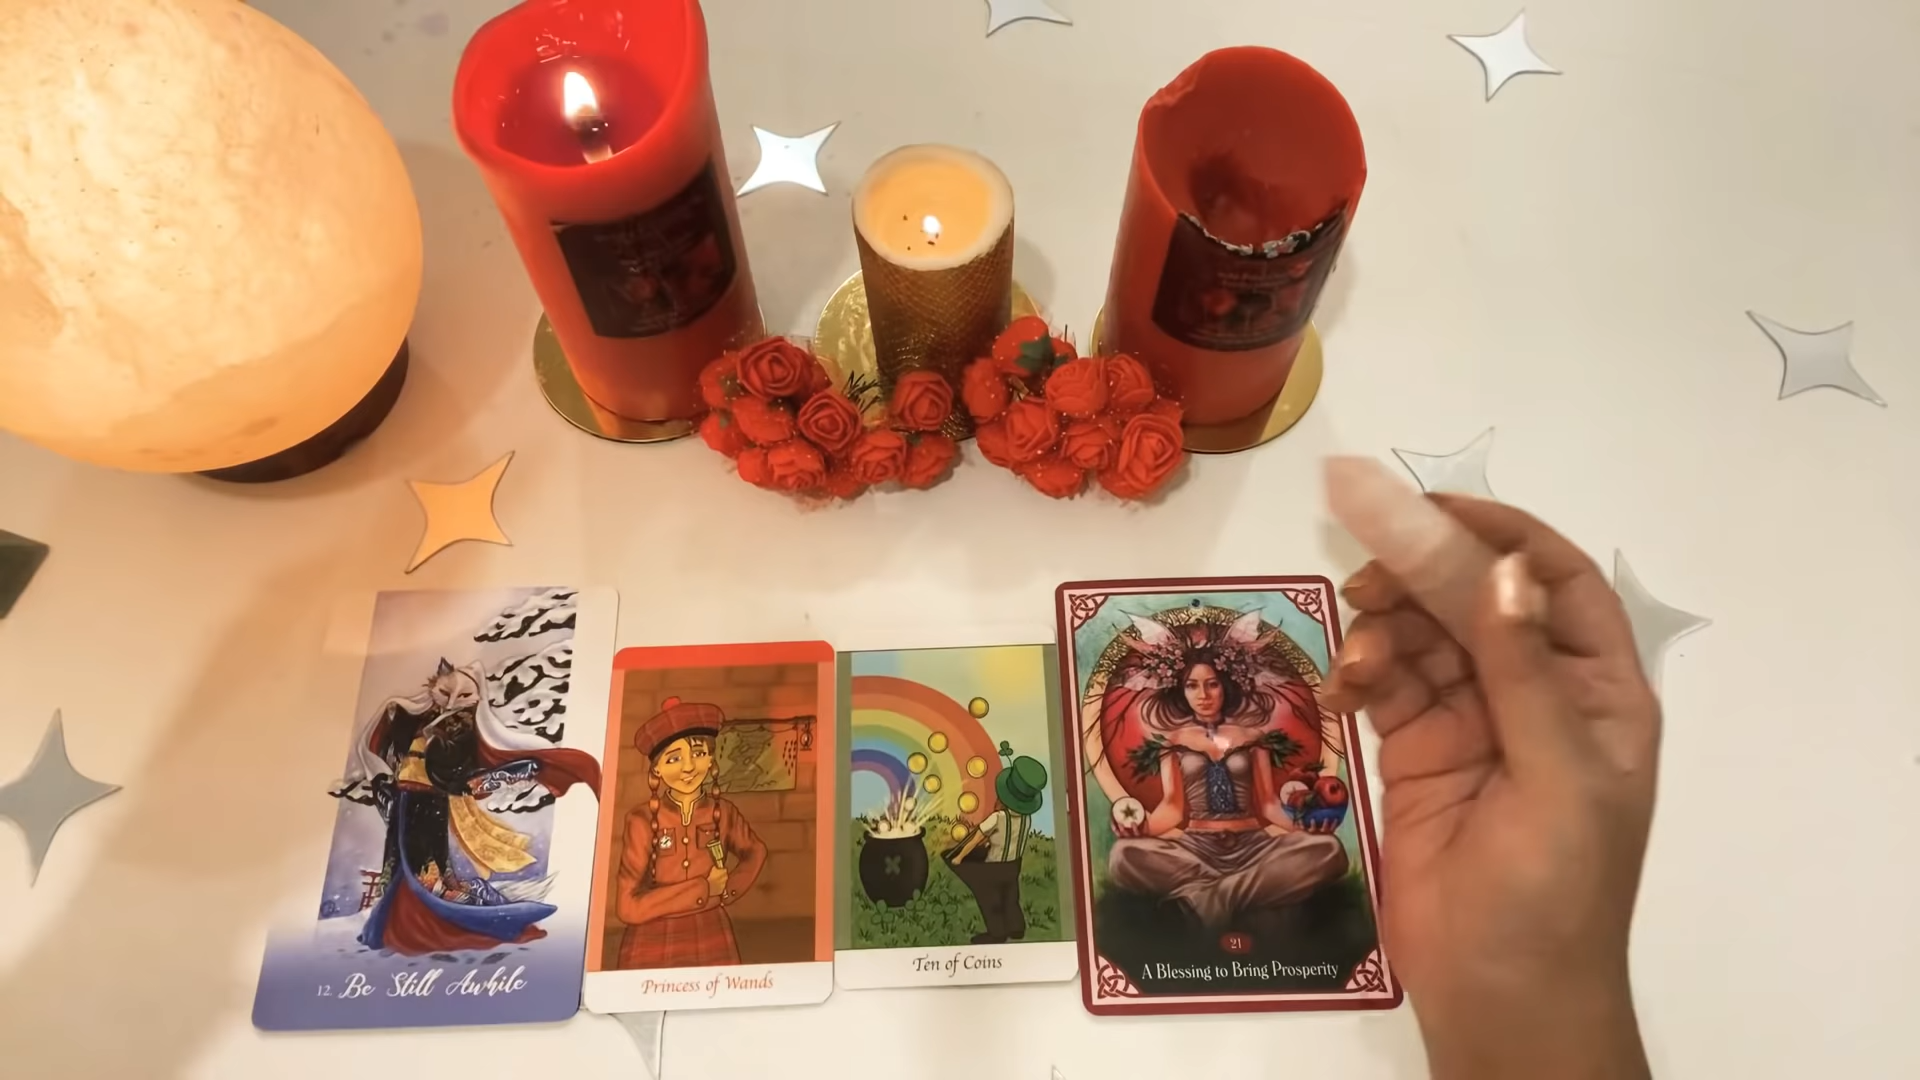 12. Be Still Awhile
Princess of Wands
Ten of Coins
21
A Blessing to Bring Prosperity